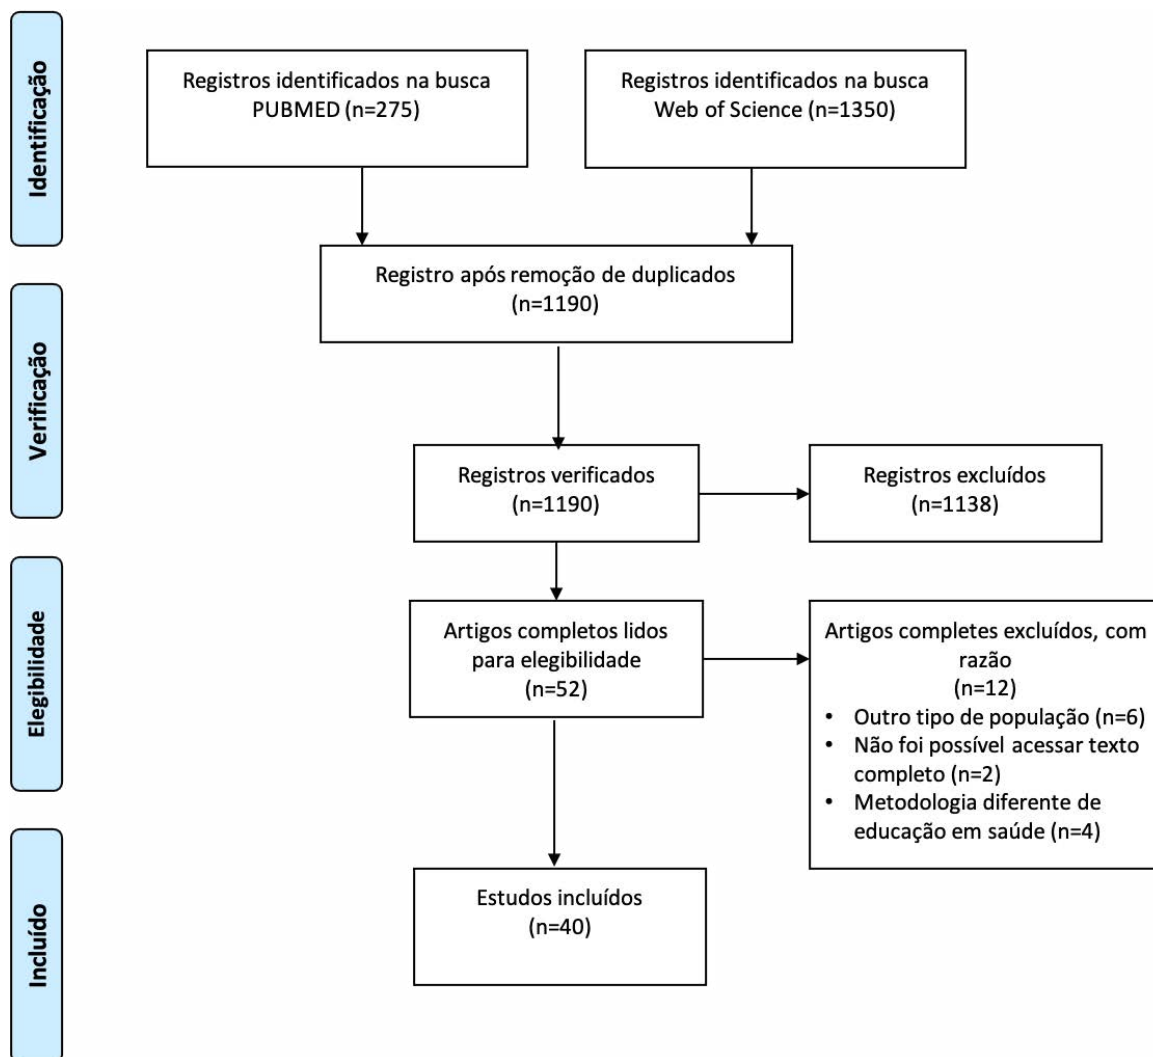 Identificação
Registros identificados na busca
PUBMED (n=275)
Registros identificados na busca
Web of Science (n=1350)
Verificação
Registro após remoção de duplicados
(n=1190)
Registros verificados
(n=1190)
Registros excluídos
(n=1138)
Elegibilidade
Artigos completos lidos
para elegibilidade
(n=52)
Artigos completes excluídos, com
razão
(n=12)
• Outro tipo de população (n=6)
• Não foi possível acessar texto
completo (n=2)
• Metodologia diferente de
educação em saúde (n=4)
Incluído
Estudos incluídos
(n=40)